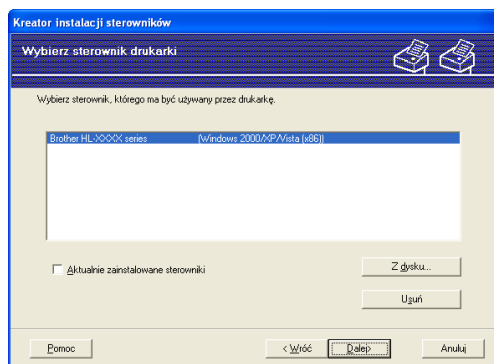 Kreator instalacji sterowników
Wybierz sterownik drukarki
Wybierz sterownik, którego ma być używany przez drukarkę.
Brother HL-XXXX series (Windows 2000/XP/Vista (x86))
Aktualnie zainstalowane sterowniki
Z dysku...
Usuń
Pomoc
< Wróć
Dalej>
Anuluj